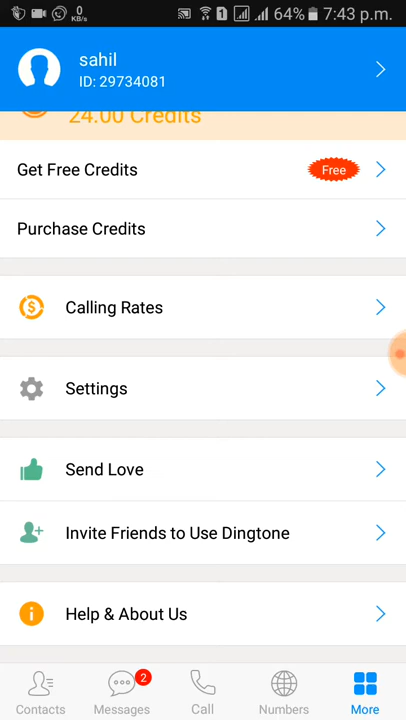 0
KB/s
1
64%
7:43 p.m.
sahil
ID: 29734081
24.00 Credits
Get Free Credits
Free
Purchase Credits
Calling Rates
Settings
Send Love
Invite Friends to Use Dingtone
Help & About Us
2
Contacts
Messages
Call
Numbers
More